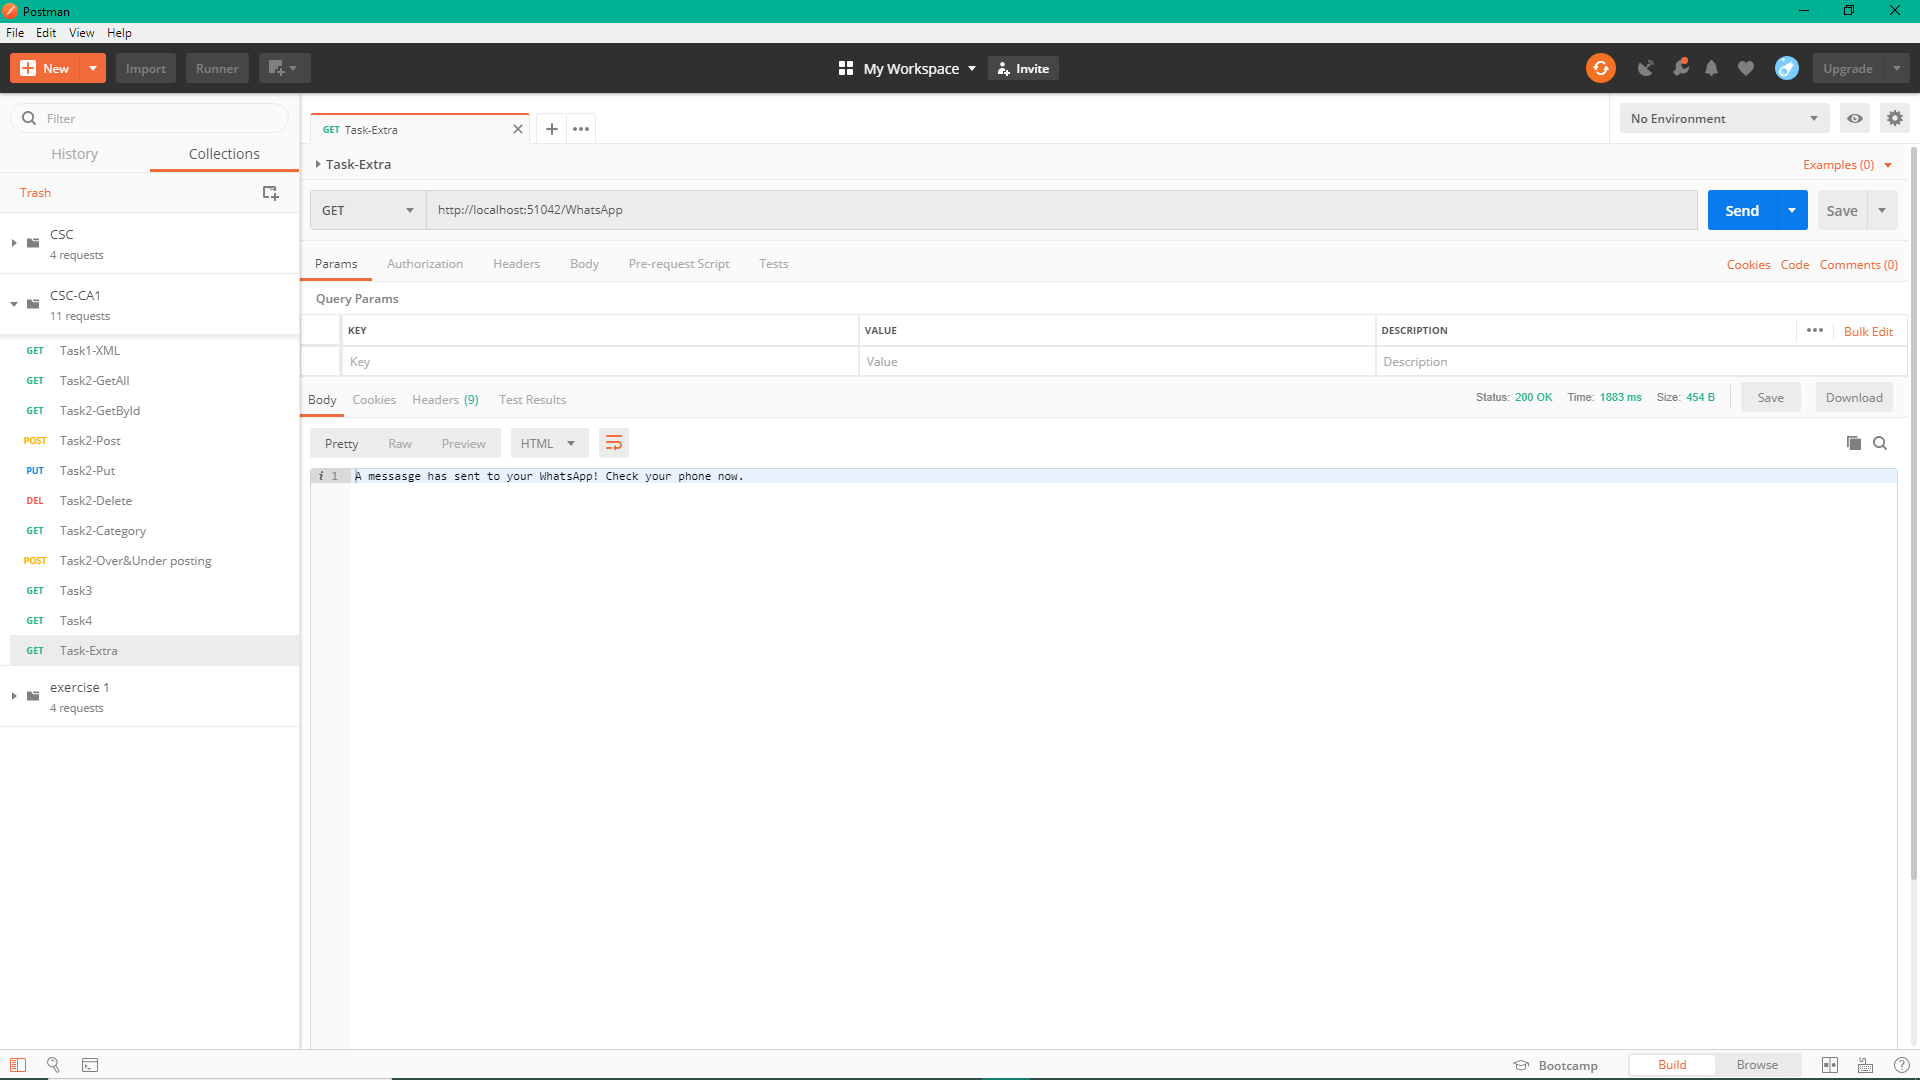 Postman
File Edit View Help
New Import Runner My Workspace Invite Upgrade
Filter
History Collections
Trash
CSC
4 requests
CSC-CA1
11 requests
GET Task1-XML
GET Task2-GetAll
GET Task2-GetById
POST Task2-Post
PUT Task2-Put
DEL Task2-Delete
GET Task2-Category
POST Task2-Over&Under posting
GET Task3
GET Task4
GET Task-Extra
exercise 1
4 requests
GET Task-Extra
No Environment
Task-Extra
Examples (0)
GET http://localhost:51042/WhatsApp Send Save
Params Authorization Headers Body Pre-request Script Tests Cookies Code Comments (0)
Query Params
KEY VALUE DESCRIPTION Bulk Edit
Key Value Description
Body Cookies Headers (9) Test Results Status: 200 OK Time: 1883 ms Size: 454 B Save Download
Pretty Raw Preview HTML
i 1 A messasge has sent to your WhatsApp! Check your phone now.
Bootcamp Build Browse